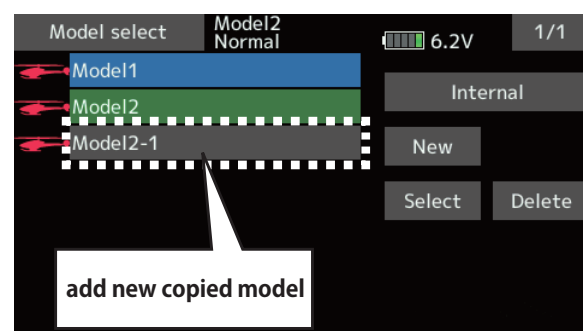 Model select
Model2
Normal
6.2V
1/1
Model1
Internal
Model2
Model2-1
New
Select
Delete
add new copied model